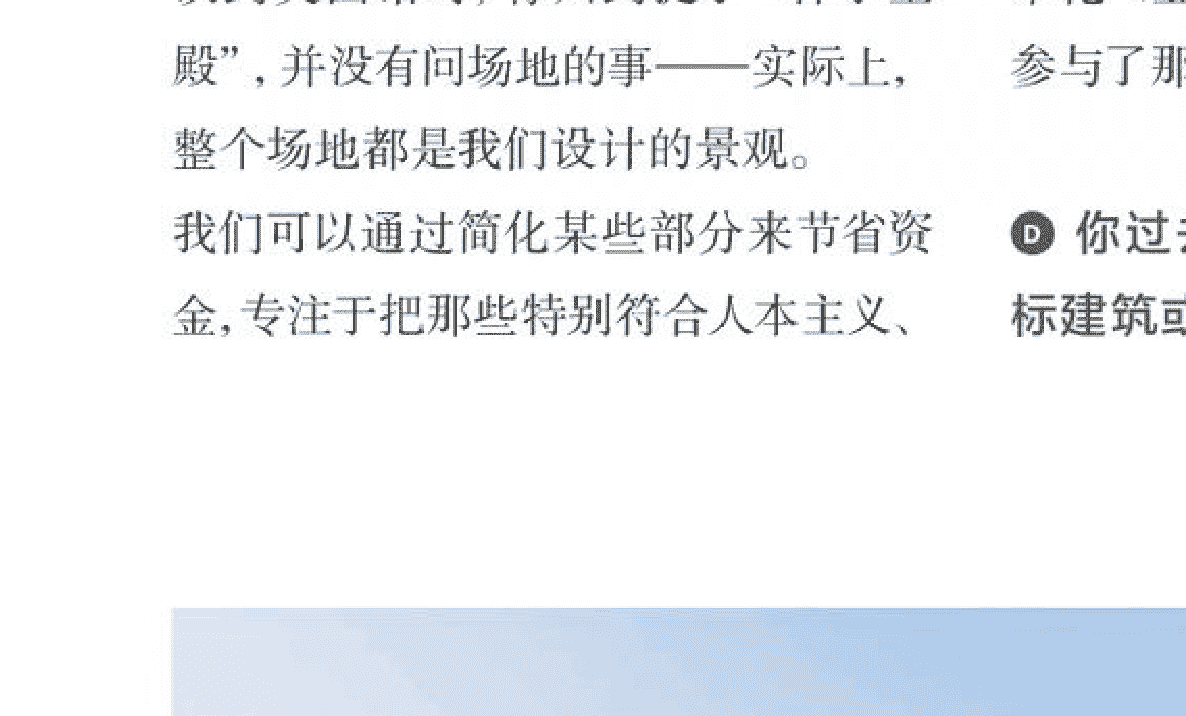 殿”，并没有问场地的事——实际上，
整个场地都是我们设计的景观。
我们可以通过简化某些部分来节省资
金，专注于把那些特别符合人本主义、
参与了那
D 你过去
标建筑或